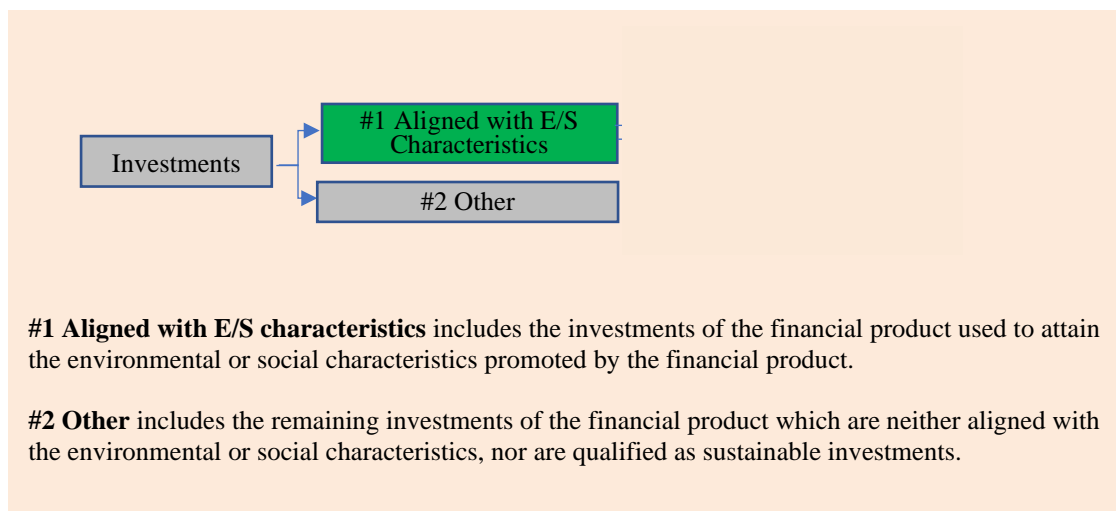 #1 Aligned with E/S
Characteristics
Investments
#2 Other
#1 Aligned with E/S characteristics includes the investments of the financial product used to attain
the environmental or social characteristics promoted by the financial product.
#2 Other includes the remaining investments of the financial product which are neither aligned with
the environmental or social characteristics, nor are qualified as sustainable investments.